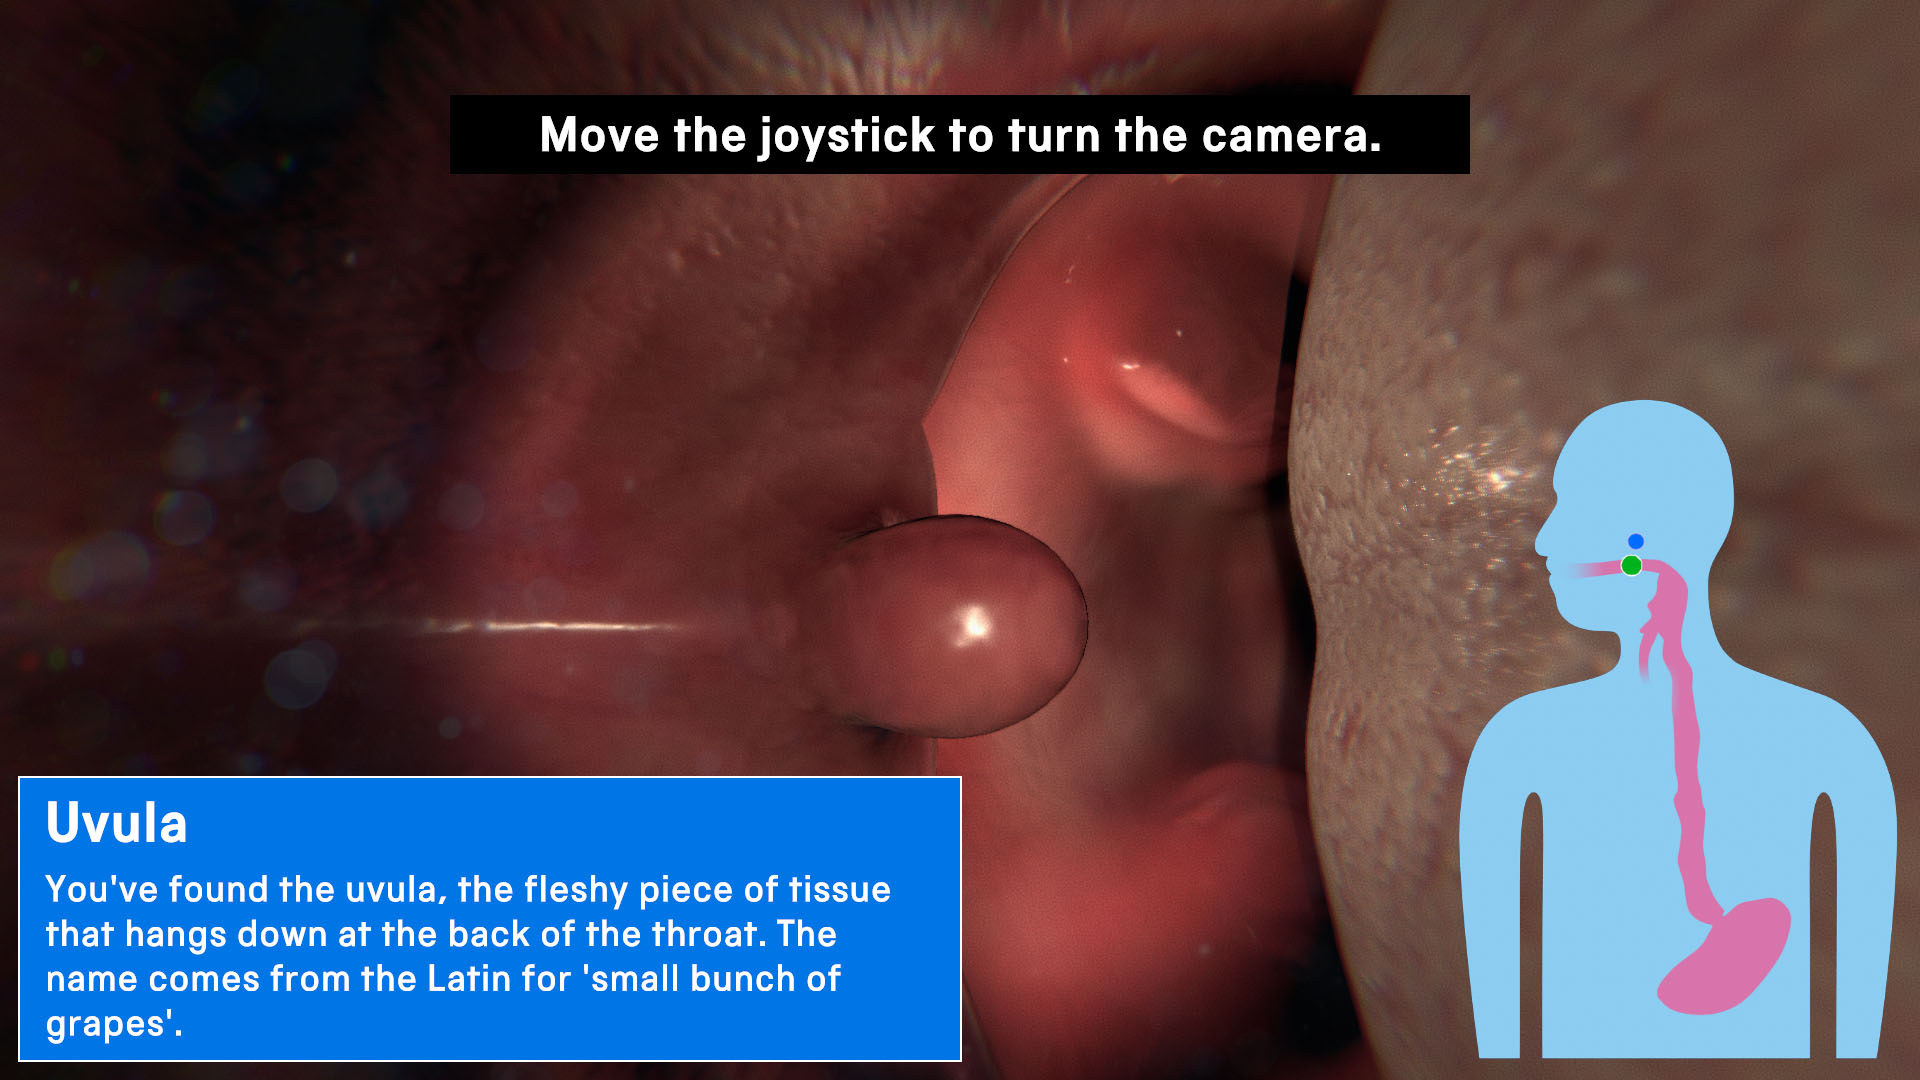 Move the joystick to turn the camera.
Uvula
You've found the uvula, the fleshy piece of tissue
that hangs down at the back of the throat. The
name comes from the Latin for 'small bunch of
grapes'.